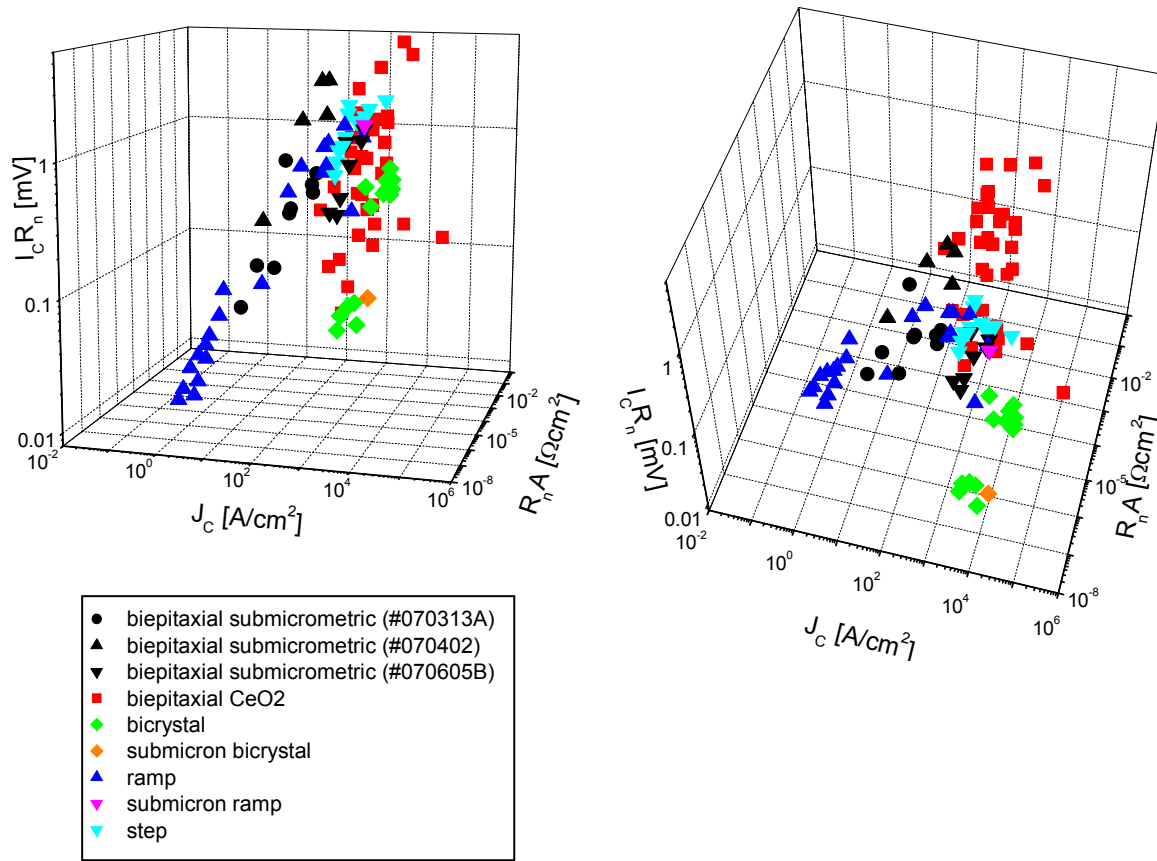 1
0.1
0.01
I_C R_n [mV]
10^-2
10^0
10^2
10^4
10^6
J_C [A/cm^2]
10^-2
10^-5
10^-8
R_n A [Ωcm^2]
1
0.1
0.01
I_C R_n [mV]
10^-2
10^0
10^2
10^4
10^6
J_C [A/cm^2]
10^-2
10^-5
10^-8
R_n A [Ωcm^2]
biepitaxial submicrometric (#070313A)
biepitaxial submicrometric (#070402)
biepitaxial submicrometric (#070605B)
biepitaxial CeO2
bicrystal
submicron bicrystal
ramp
submicron ramp
step